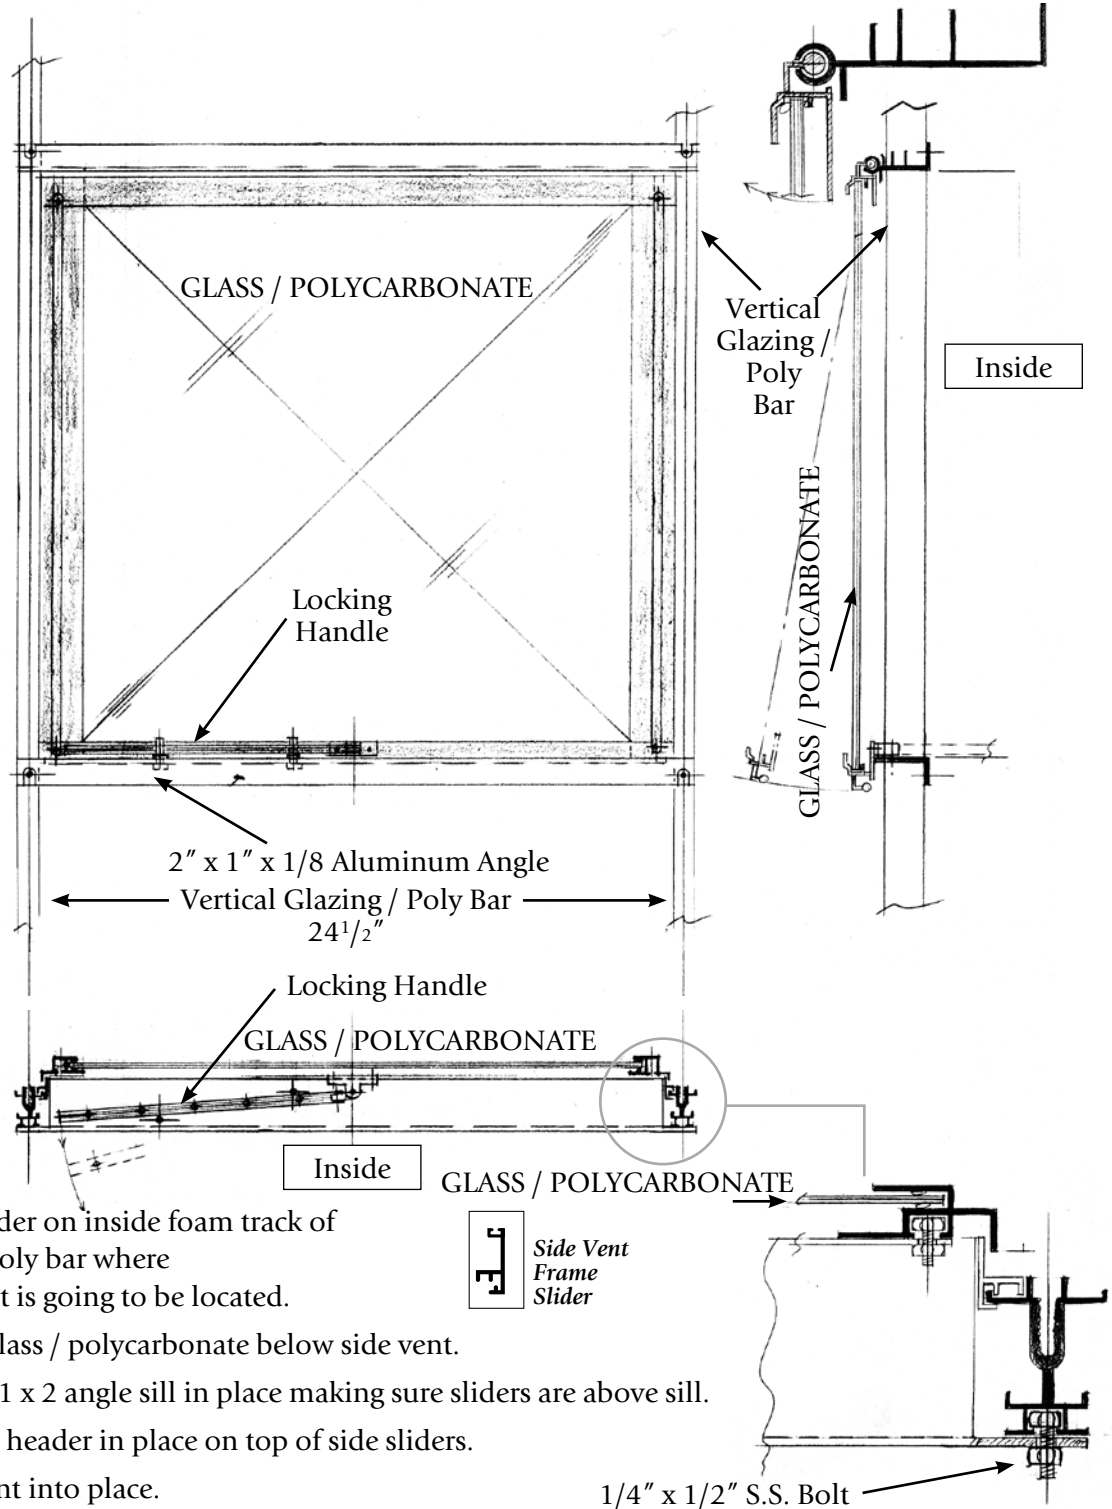 GLASS / POLYCARBONATE
Vertical
Glazing /
Poly
Bar
Inside
GLASS / POLYCARBONATE
Locking
Handle
2" x 1" x 1/8 Aluminum Angle
Vertical Glazing / Poly Bar
24 1/2"
Locking Handle
GLASS / POLYCARBONATE
Inside
GLASS / POLYCARBONATE
Side Vent
Frame
Slider
on inside foam track of
bar where
is going to be located.
/ polycarbonate below side vent.
1 x 2 angle sill in place making sure sliders are above sill.
header in place on top of side sliders.
into place.
1/4" x 1/2" S.S. Bolt